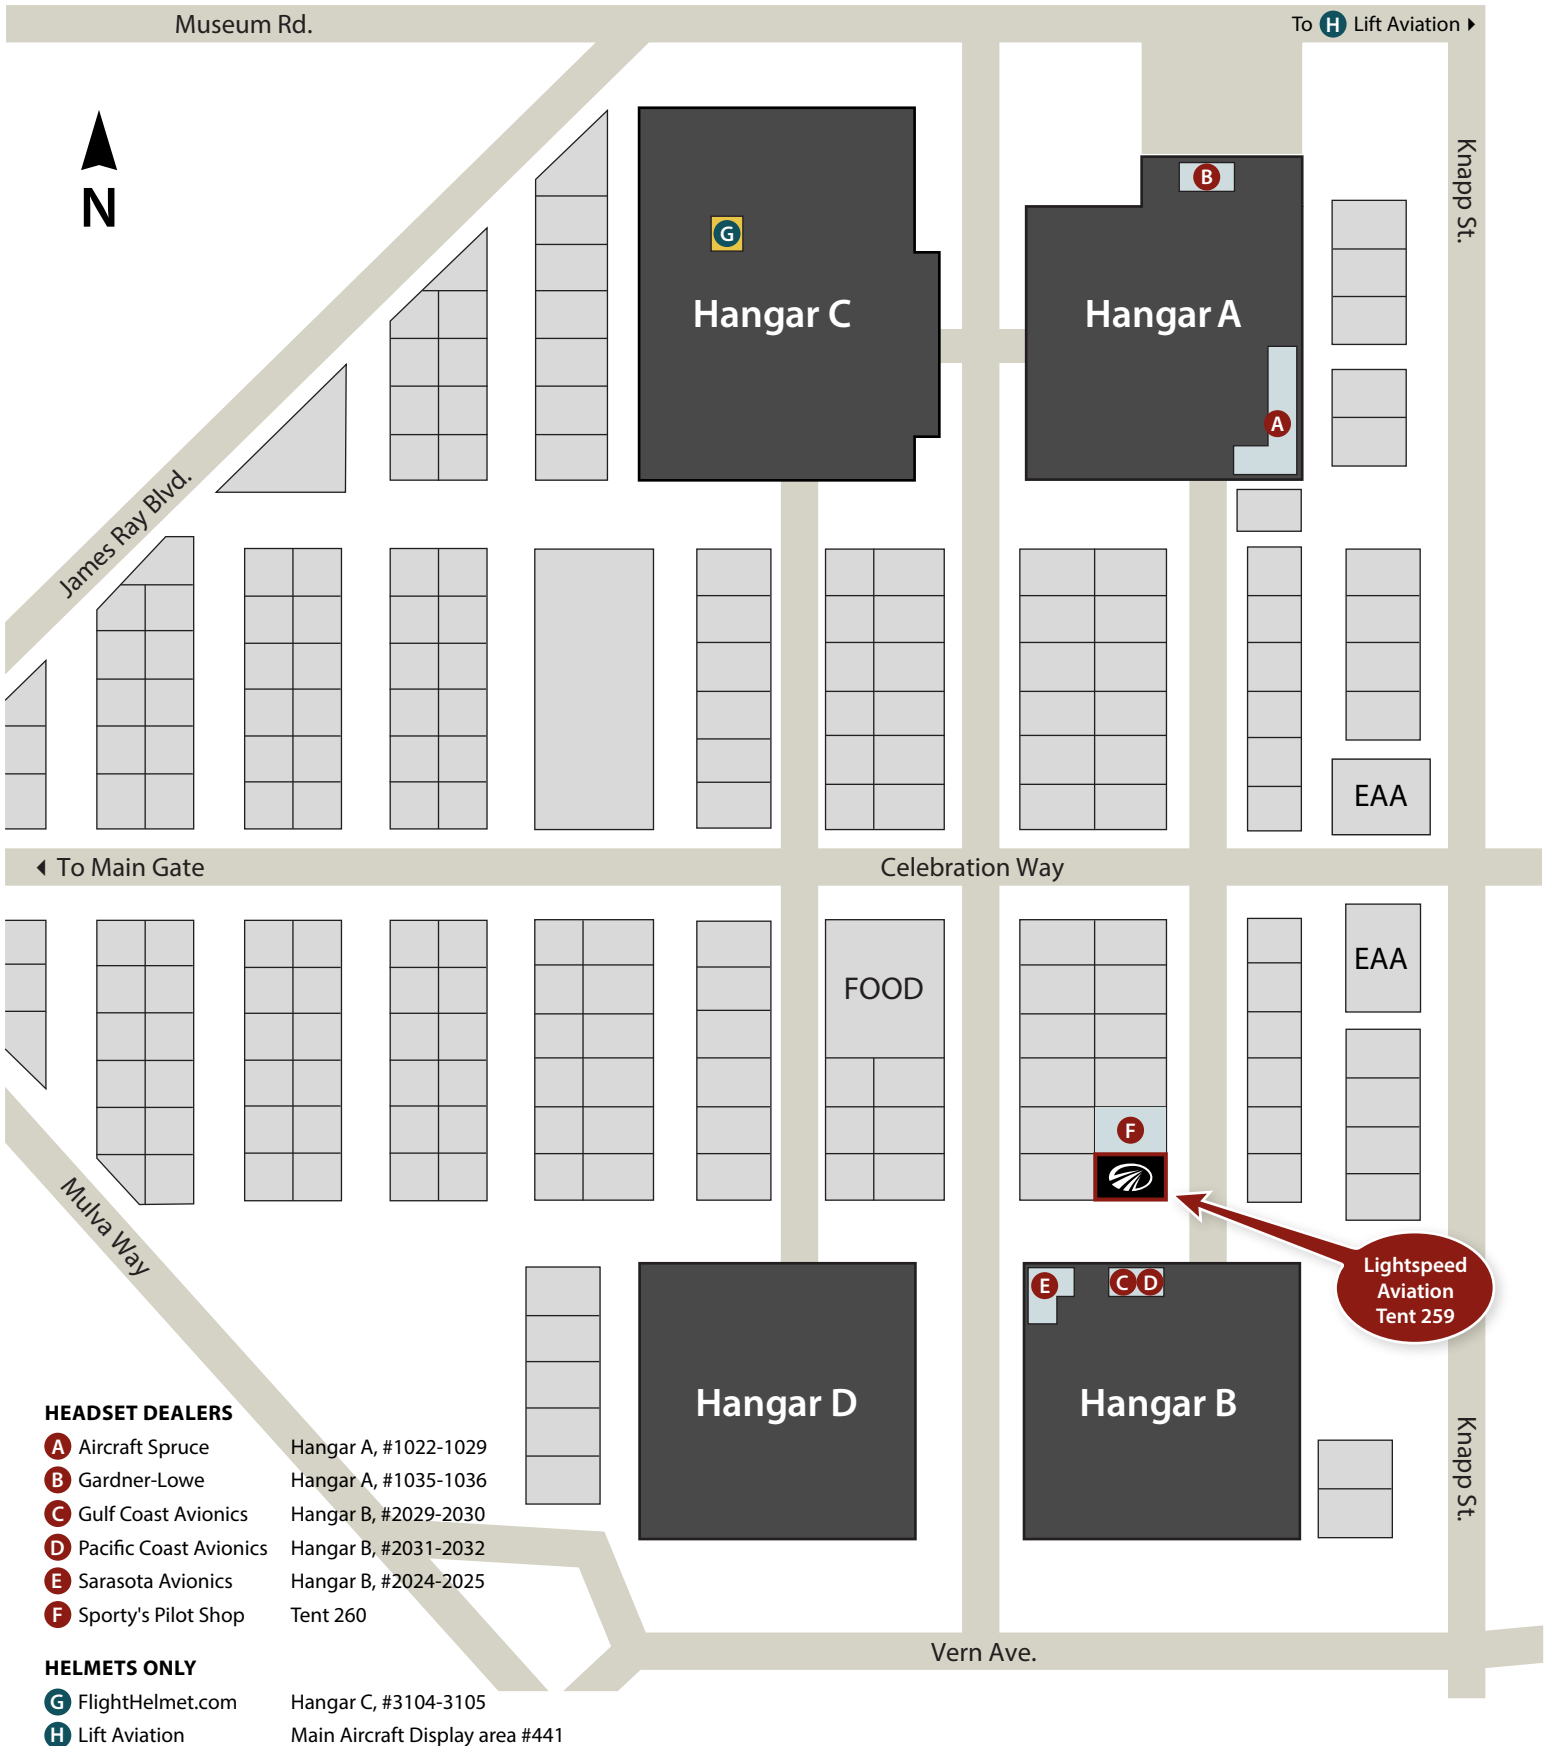 Museum Rd.
To H Lift Aviation
N
Knapp St.
B
G
Hangar C
Hangar A
A
James Ray Blvd.
EAA
To Main Gate
Celebration Way
EAA
FOOD
F
Mulva Way
Lightspeed
Aviation
Tent 259
E
C D
Hangar D
Hangar B
Knapp St.
HEADSET DEALERS
A Aircraft Spruce Hangar A, #1022-1029
B Gardner-Lowe Hangar A, #1035-1036
C Gulf Coast Avionics Hangar B, #2029-2030
D Pacific Coast Avionics Hangar B, #2031-2032
E Sarasota Avionics Hangar B, #2024-2025
F Sporty's Pilot Shop Tent 260
Vern Ave.
HELMETS ONLY
G FlightHelmet.com Hangar C, #3104-3105
H Lift Aviation Main Aircraft Display area #441